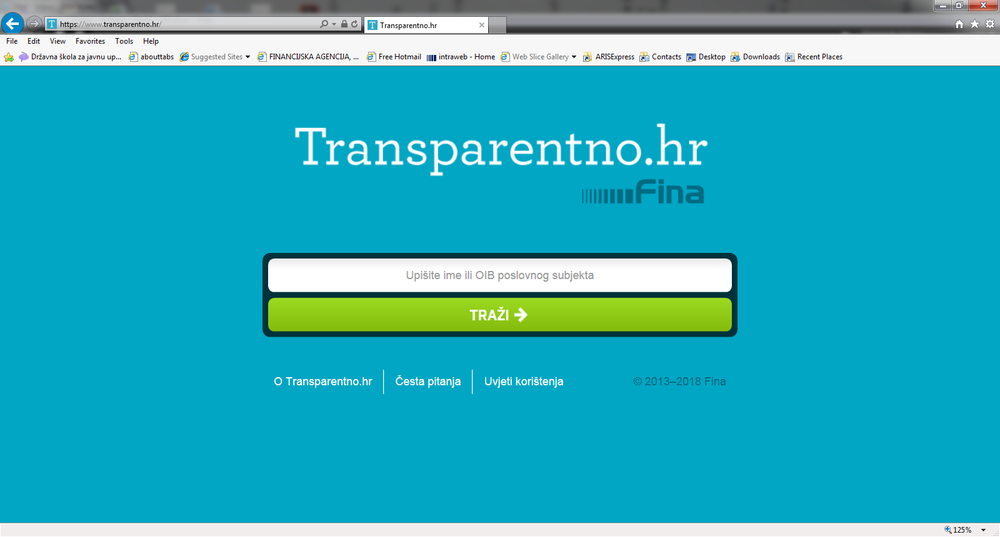 https://www.transparentno.hr/
Transparentno.hr
File Edit View Favorites Tools Help
Državna škola za javnu up... abouttabs Suggested Sites FINANCIJSKA AGENCIJA, ... Free Hotmail intraweb - Home Web Slice Gallery ARISExpress Contacts Desktop Downloads Recent Places
Transparentno.hr
Fina
Upišite ime ili OIB poslovnog subjekta
TRAŽI
O Transparentno.hr Česta pitanja Uvjeti korištenja © 2013–2018 Fina
125%